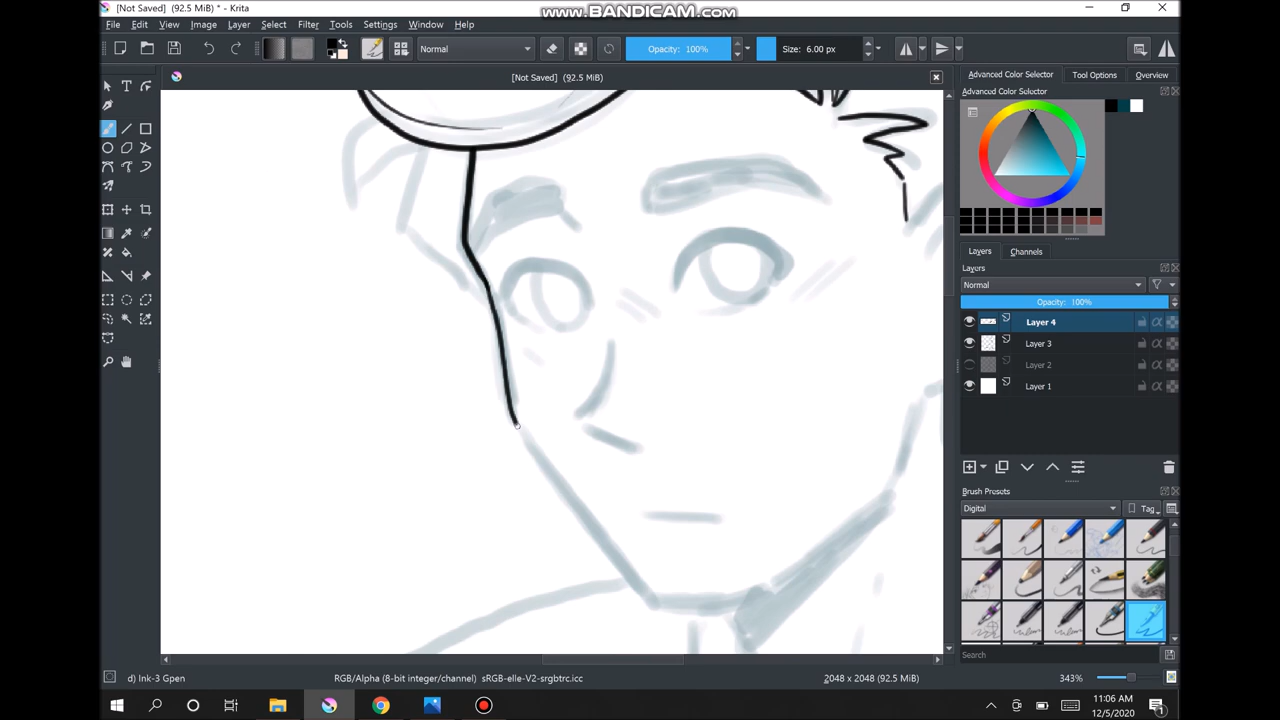 [Not Saved] (92.5 MiB) * - Krita
www.BANDICAM.com
File Edit View Image Layer Select Filter Tools Settings Window Help
Normal
Opacity: 100%
Size: 6.00 px
[Not Saved] (92.5 MiB)
Advanced Color Selector Tool Options Overview
Advanced Color Selector
Layers Channels
Layers
Normal
Opacity: 100%
Layer 4
Layer 3
Layer 2
Layer 1
Brush Presets
Digital Tag
Search
d) Ink-3 Gpen
RGB/Alpha (8-bit integer/channel) sRGB-elle-V2-srgbtrc.icc
2048 x 2048 (92.5 MiB)
343%
11:06 AM
12/5/2020
1